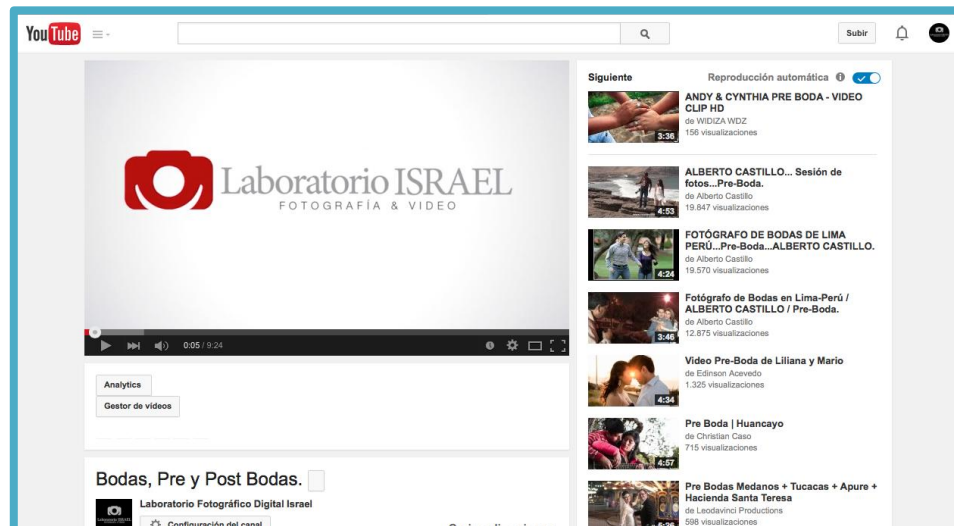 YouTube
Subir
Laboratorio ISRAEL
FOTOGRAFÍA & VIDEO
0:05 / 9:24
Analytics
Gestor de vídeos
Bodas, Pre y Post Bodas.
Laboratorio Fotográfico Digital Israel
Configuración del canal
Siguiente
Reproducción automática
ANDY & CYNTHIA PRE BODA - VIDEO
CLIP HD
de WIDIZA WDZ
156 visualizaciones
3:36
ALBERTO CASTILLO... Sesión de
fotos...Pre-Boda.
de Alberto Castillo
19.847 visualizaciones
4:53
FOTÓGRAFO DE BODAS DE LIMA
PERÚ...Pre-Boda...ALBERTO CASTILLO.
de Alberto Castillo
19.570 visualizaciones
4:24
Fotógrafo de Bodas en Lima-Perú /
ALBERTO CASTILLO / Pre-Boda.
de Alberto Castillo
12.875 visualizaciones
3:46
Video Pre-Boda de Liliana y Mario
de Edinson Acevedo
1.325 visualizaciones
4:34
Pre Boda | Huancayo
de Christian Caso
715 visualizaciones
4:57
Pre Bodas Medanos + Tucacas + Apure +
Hacienda Santa Teresa
de Leodavinci Productions
598 visualizaciones
6:26